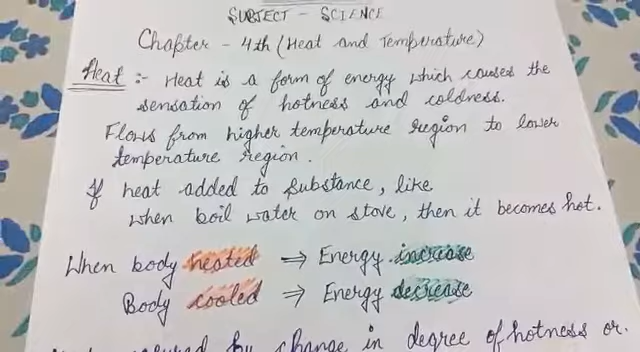 SUBJECT - SCIENCE
Chapter - 4th (Heat and Temperature)
Heat :- Heat is a form of energy which causes the
sensation of hotness and coldness.
Flows from higher temperature region to lower
temperature region.
If heat added to substance, like
when boil water on stove, then it becomes hot.
When body heated ⇒ Energy increase
Body cooled ⇒ Energy decrease
by change in degree of hotness or